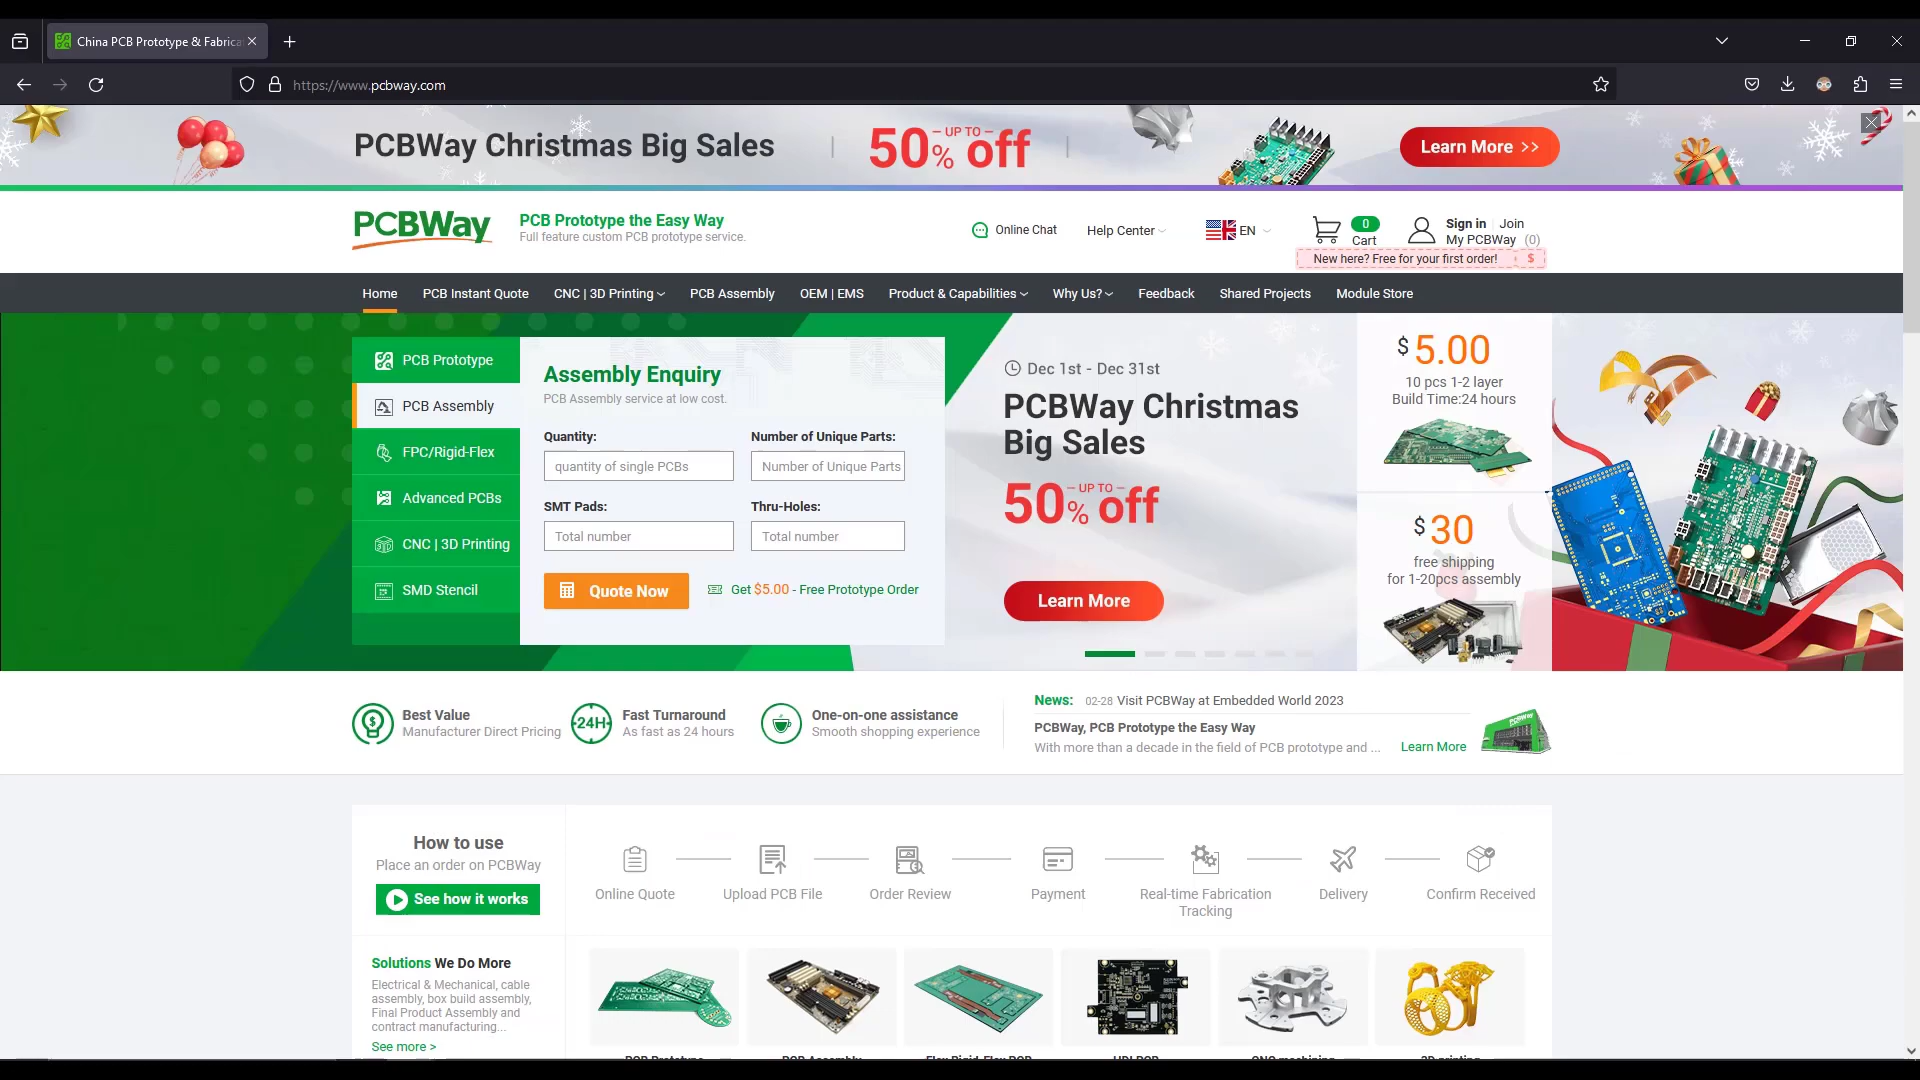 China PCB Prototype & Fabrica
https://www.pcbway.com
PCBWay Christmas Big Sales
UP TO
50% off
Learn More >>
PCBWay
PCB Prototype the Easy Way
Full feature custom PCB prototype service.
Online Chat
Help Center
EN
0
Cart
Sign in
Join
My PCBWay (0)
New here? Free for your first order!
$
Home
PCB Instant Quote
CNC | 3D Printing
PCB Assembly
OEM | EMS
Product & Capabilities
Why Us?
Feedback
Shared Projects
Module Store
PCB Prototype
PCB Assembly
FPC/Rigid-Flex
Advanced PCBs
CNC | 3D Printing
SMD Stencil
Assembly Enquiry
PCB Assembly service at low cost.
Quantity:
quantity of single PCBs
Number of Unique Parts:
Number of Unique Parts
SMT Pads:
Total number
Thru-Holes:
Total number
Quote Now
Get $5.00 - Free Prototype Order
Dec 1st - Dec 31st
PCBWay Christmas
Big Sales
UP TO
50% off
Learn More
$ 5.00
10 pcs 1-2 layer
Build Time:24 hours
$ 30
free shipping
for 1-20pcs assembly
Best Value
Manufacturer Direct Pricing
24H
Fast Turnaround
As fast as 24 hours
One-on-one assistance
Smooth shopping experience
News: 02-28 Visit PCBWay at Embedded World 2023
PCBWay, PCB Prototype the Easy Way
With more than a decade in the field of PCB prototype and ...
Learn More
How to use
Place an order on PCBWay
See how it works
Online Quote
Upload PCB File
Order Review
Payment
Real-time Fabrication
Tracking
Delivery
Confirm Received
Solutions We Do More
Electrical & Mechanical, cable
assembly, box build assembly,
Final Product Assembly and
contract manufacturing...
See more >
PCB Prototype
PCB Assembly
Flex Rigid-Flex PCB
HDI PCB
CNC machining
3D printing